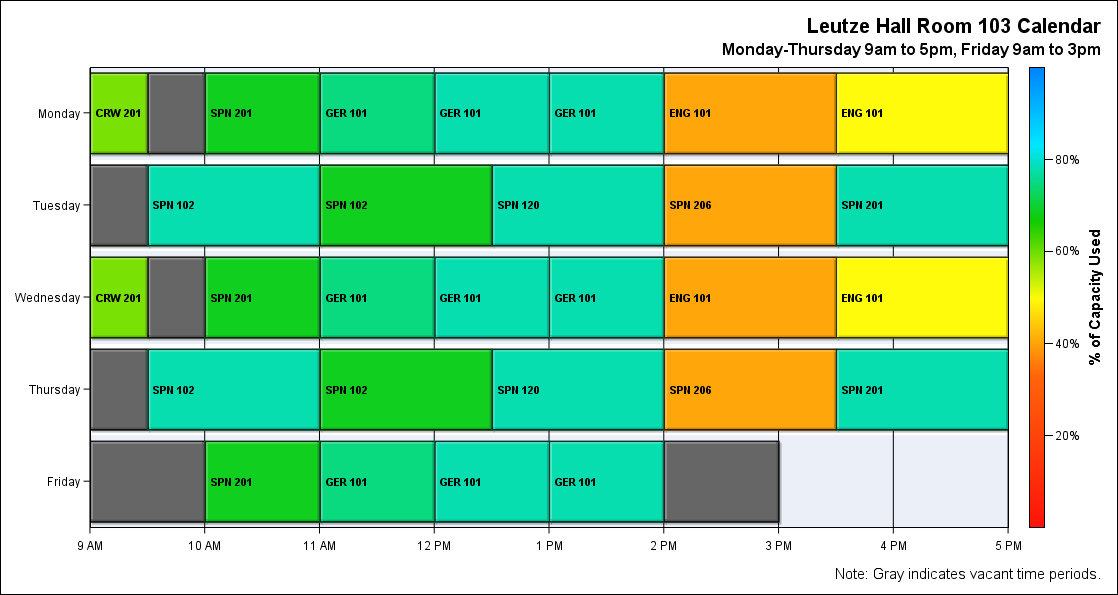 Leutze Hall Room 103 Calendar
Monday-Thursday 9am to 5pm, Friday 9am to 3pm
Monday
CRW 201
SPN 201
GER 101
GER 101
GER 101
ENG 101
ENG 101
Tuesday
SPN 102
SPN 102
SPN 120
SPN 206
SPN 201
Wednesday
CRW 201
SPN 201
GER 101
GER 101
GER 101
ENG 101
ENG 101
Thursday
SPN 102
SPN 102
SPN 120
SPN 206
SPN 201
Friday
SPN 201
GER 101
GER 101
GER 101
9 AM
10 AM
11 AM
12 PM
1 PM
2 PM
3 PM
4 PM
5 PM
80%
60%
40%
20%
% of Capacity Used
Note: Gray indicates vacant time periods.